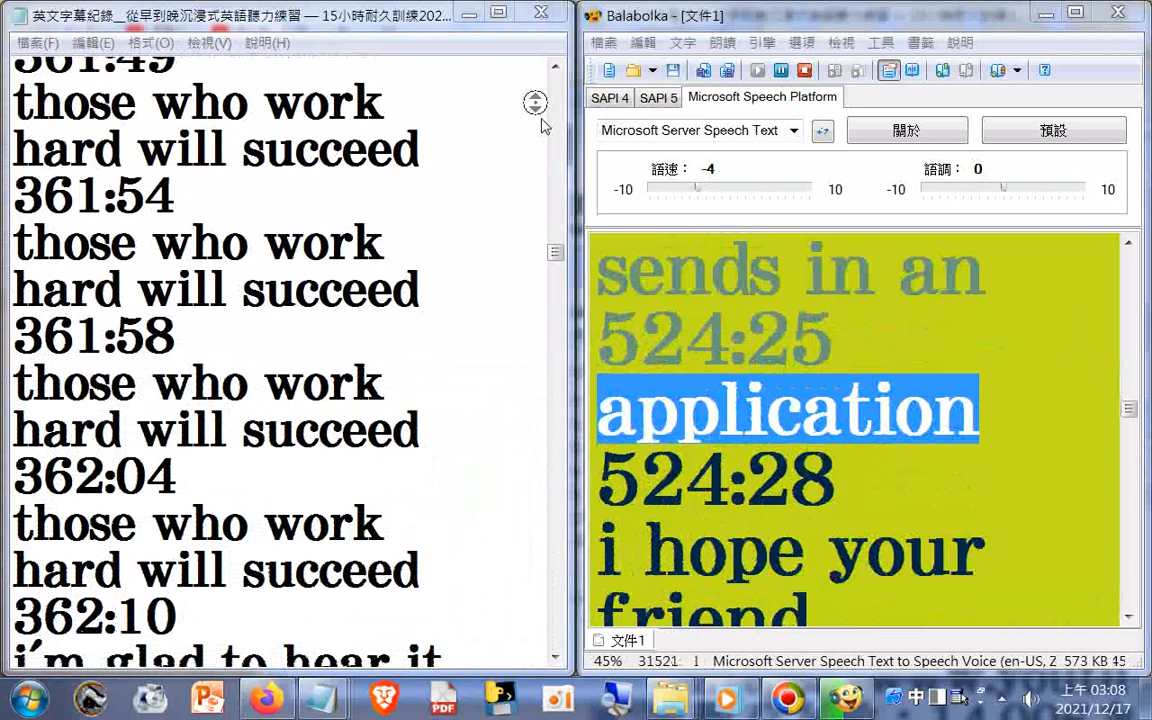 英文字幕紀錄__從早到晚沉浸式英語聽力練習 — 15小時耐久訓練202...
檔案(F) 編輯(E) 格式(O) 檢視(V) 說明(H)
361:49
those who work
hard will succeed
361:54
those who work
hard will succeed
361:58
those who work
hard will succeed
362:04
those who work
hard will succeed
362:10
i'm glad to hear it
Balabolka - [文件1]
檔案 編輯 文字 朗讀 引擎 選項 檢視 工具 書籤 說明
SAPI 4 SAPI 5 Microsoft Speech Platform
Microsoft Server Speech Text 關於 預設
語速： -4 語調： 0
-10 10 -10 10
sends in an
524:25
application
524:28
i hope your
friend
文件1
45% 31521: 1 Microsoft Server Speech Text to Speech Voice (en-US, Z 573 KB 45
中 上午 03:08
2021/12/17